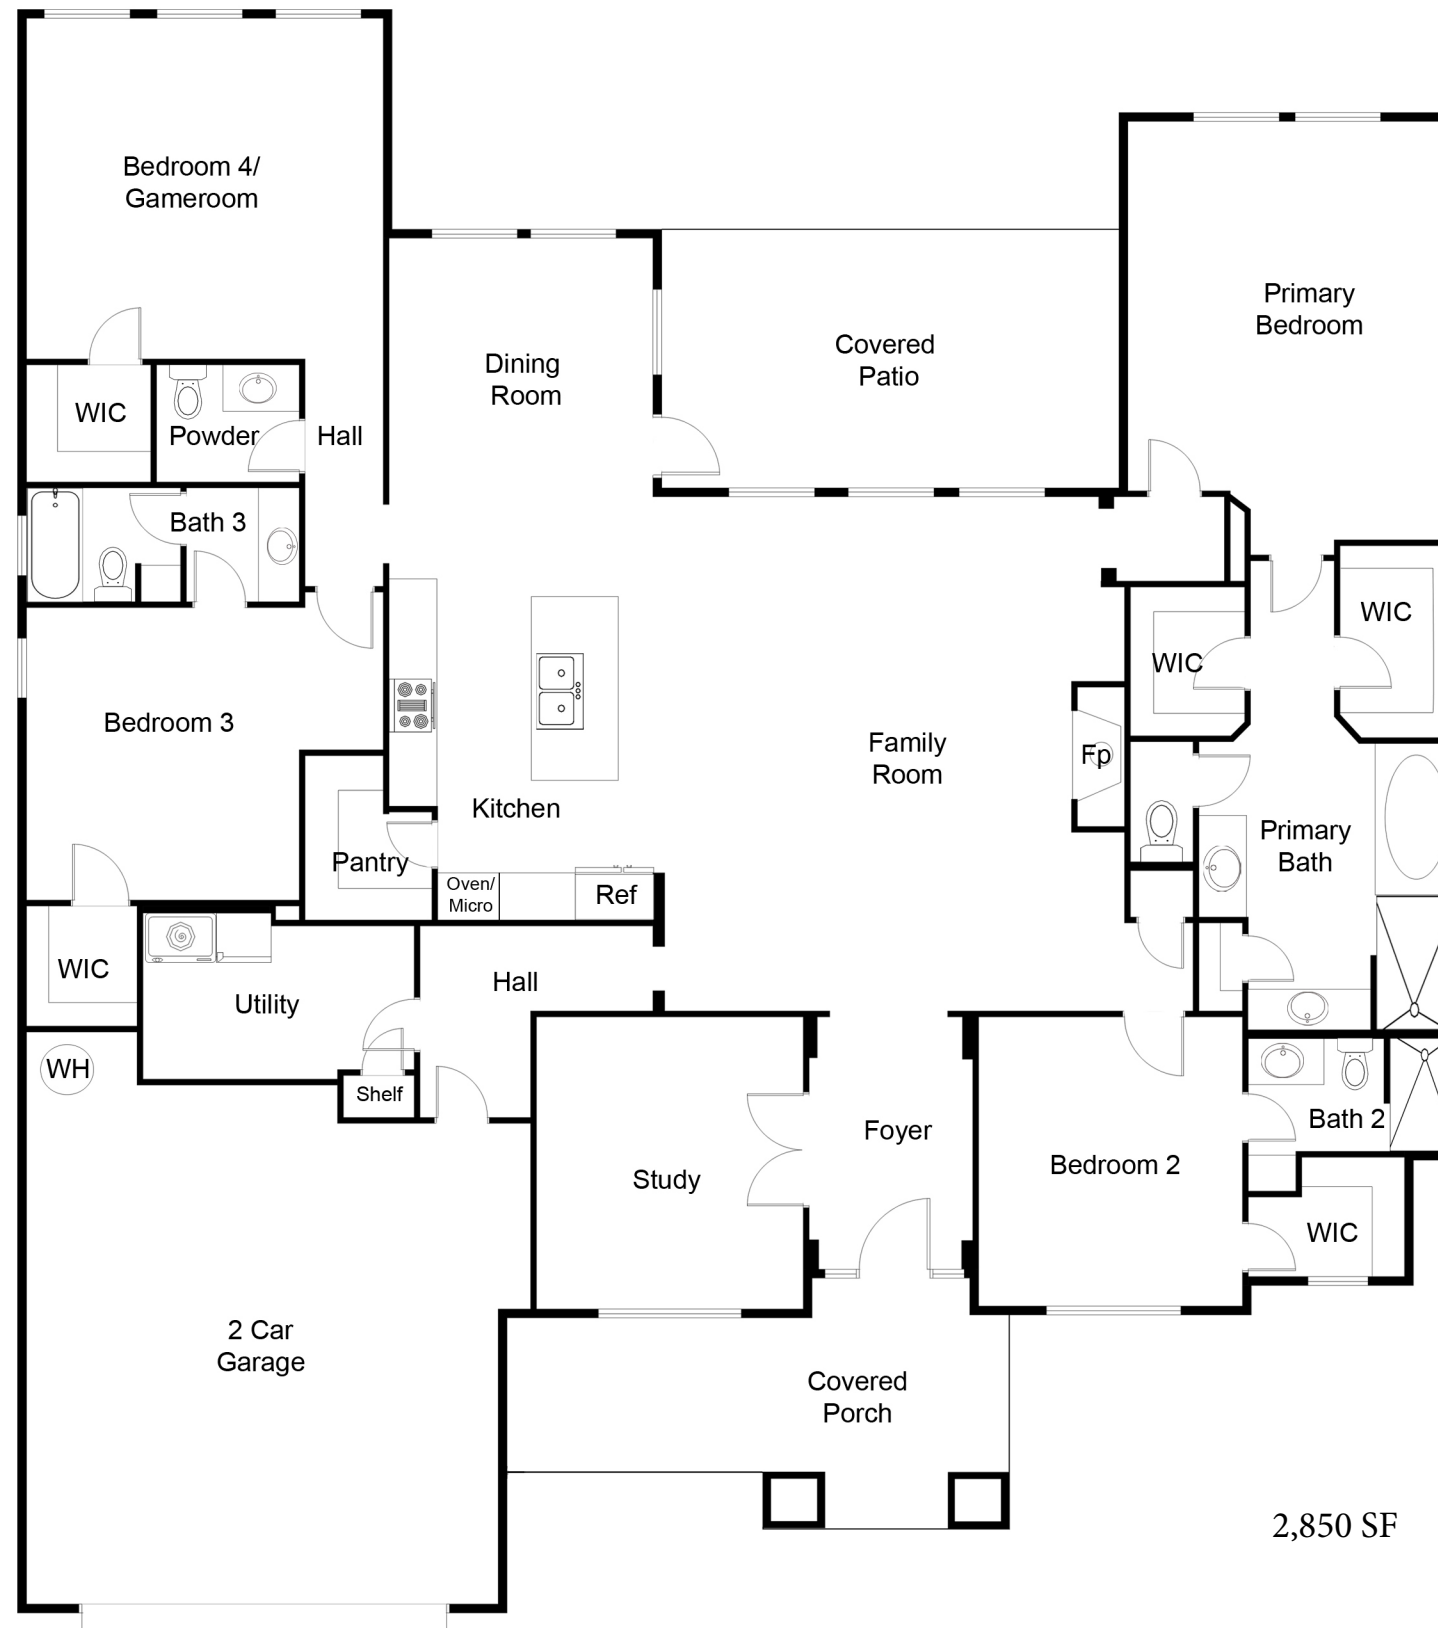 Bedroom 4/
Gameroom
Primary
Bedroom
Covered
Patio
Dining
Room
WIC
Powder
Hall
Bath 3
WIC
WIC
Bedroom 3
Family
Room
Fp
Kitchen
Primary
Bath
Pantry
Oven/
Micro
Ref
WIC
Hall
Utility
WH
Shelf
Foyer
Bath 2
Bedroom 2
Study
WIC
2 Car
Garage
Covered
Porch
2,850 SF